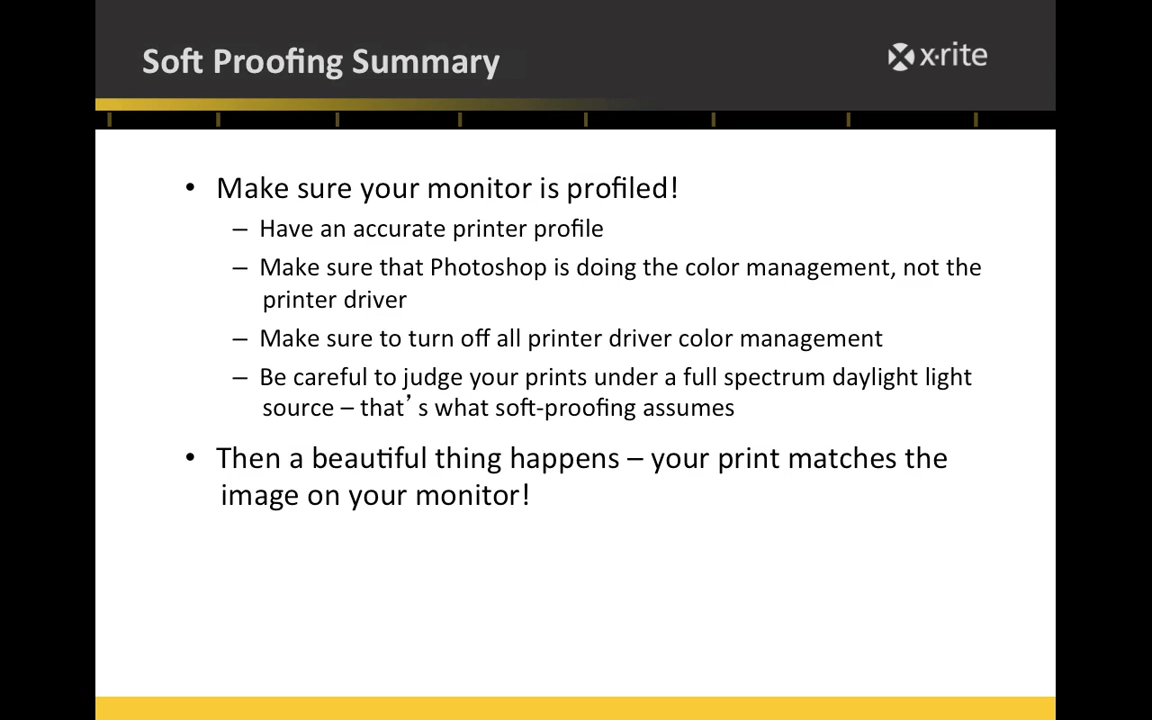 Soft Proofing Summary
x·rite
• Make sure your monitor is profiled!
– Have an accurate printer profile
– Make sure that Photoshop is doing the color management, not the
printer driver
– Make sure to turn off all printer driver color management
– Be careful to judge your prints under a full spectrum daylight light
source – that’s what soft-proofing assumes
• Then a beautiful thing happens – your print matches the
image on your monitor!